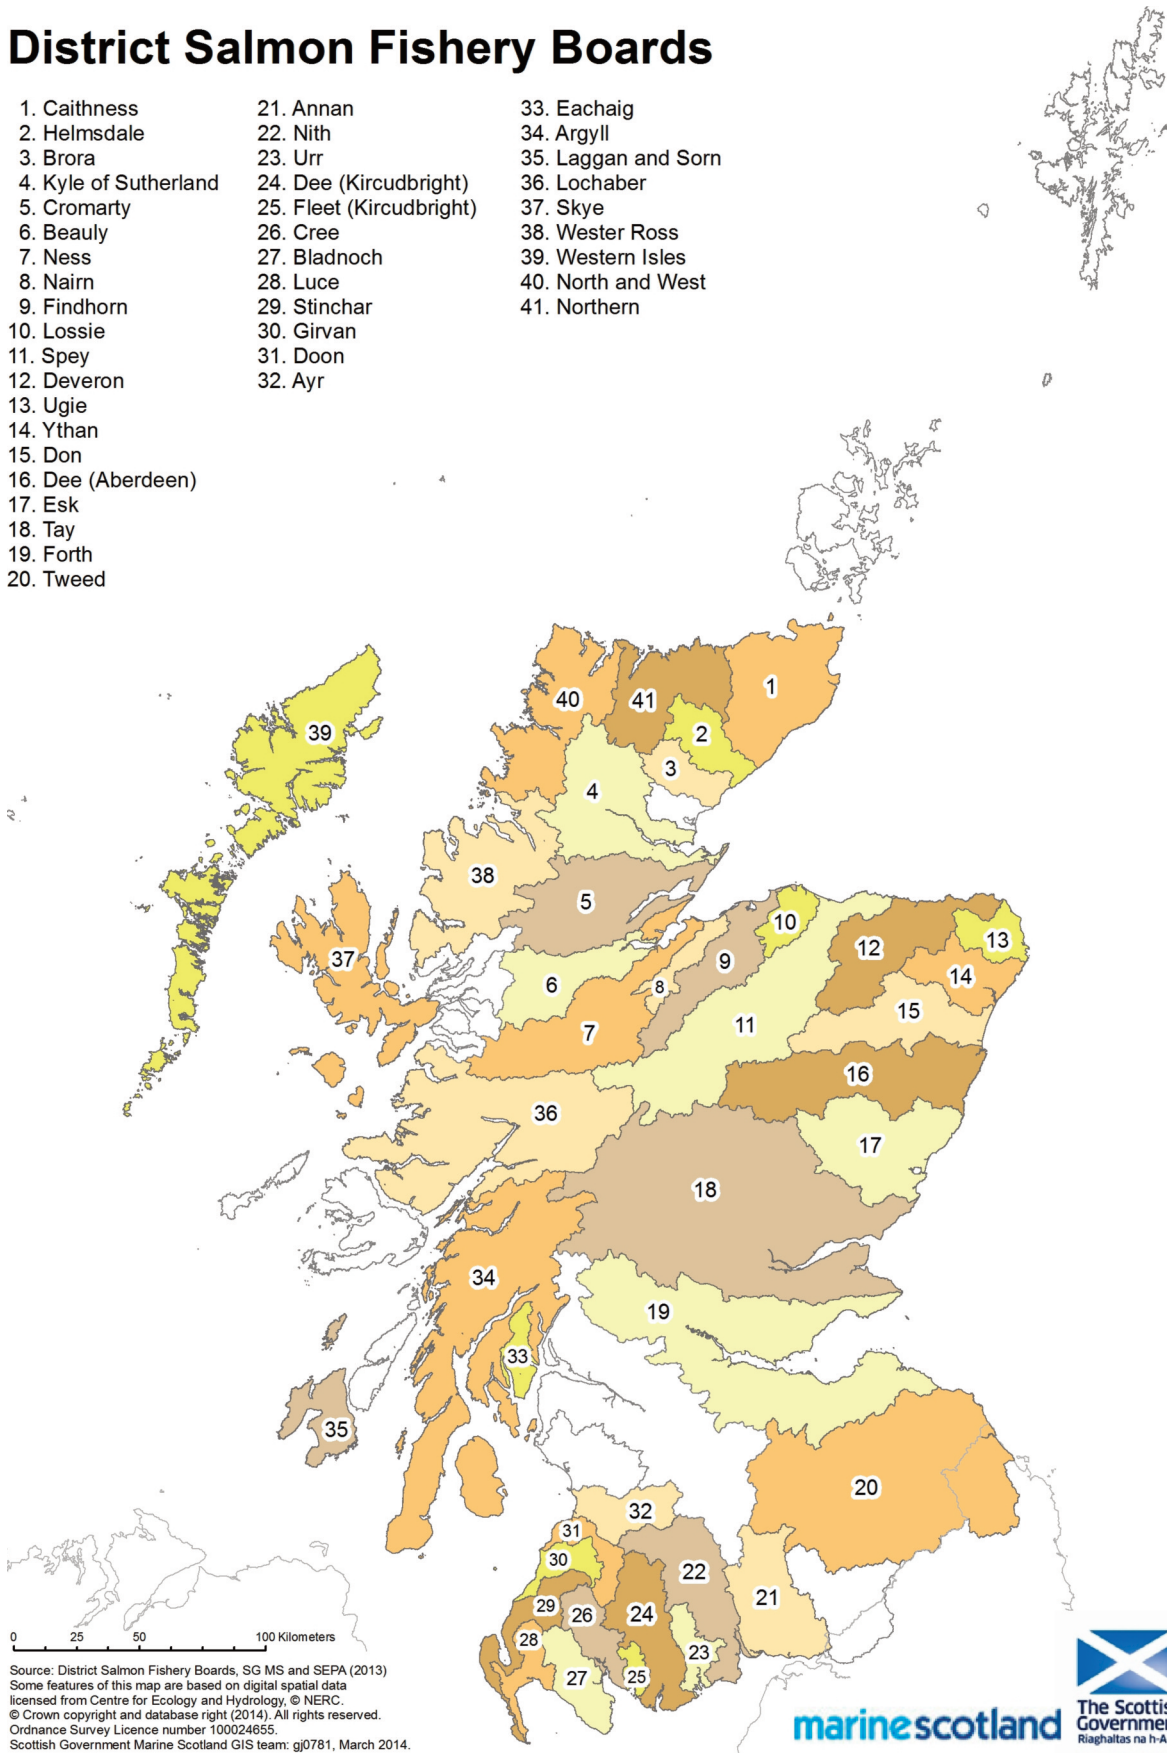 District Salmon Fishery Boards
1. Caithness
2. Helmsdale
3. Brora
4. Kyle of Sutherland
5. Cromarty
6. Beauly
7. Ness
8. Nairn
9. Findhorn
10. Lossie
11. Spey
12. Deveron
13. Ugie
14. Ythan
15. Don
16. Dee (Aberdeen)
17. Esk
18. Tay
19. Forth
20. Tweed
21. Annan
22. Nith
23. Urr
24. Dee (Kircudbright)
25. Fleet (Kircudbright)
26. Cree
27. Bladnoch
28. Luce
29. Stinchar
30. Girvan
31. Doon
32. Ayr
33. Eachaig
34. Argyll
35. Laggan and Sorn
36. Lochaber
37. Skye
38. Wester Ross
39. Western Isles
40. North and West
41. Northern
40
41
1
39
2
3
4
38
5
10
13
12
37
9
14
6
8
15
11
7
16
36
17
18
34
19
33
35
20
32
31
30
22
21
29
26
24
28
23
27
25
0 25 50 100 Kilometers
Source: District Salmon Fishery Boards, SG MS and SEPA (2013)
Some features of this map are based on digital spatial data
licensed from Centre for Ecology and Hydrology, © NERC.
© Crown copyright and database right (2014). All rights reserved.
Ordnance Survey Licence number 100024655.
Scottish Government Marine Scotland GIS team: gj0781, March 2014.
marinescotland
The Scottis
Governme
Riaghaltas na h-A